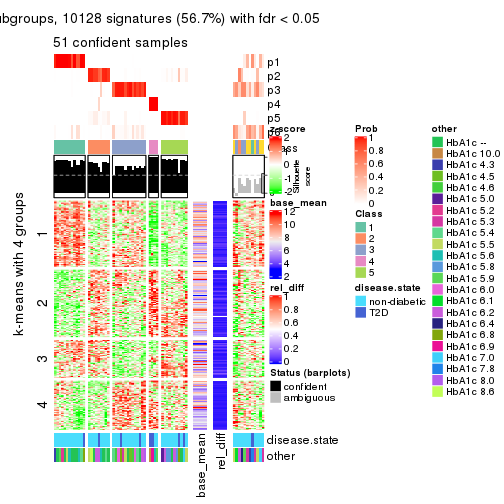 ubgroups, 10128 signatures (56.7%) with fdr < 0.05
51 confident samples
p1
p2
p3
p4
p5
k-means with 4 groups
1
2
3
4
Silhouette
score
z-score
2
1
0
-1
-2
base_mean
12
10
8
6
4
2
rel_diff
1
0.8
0.6
0.4
0.2
0
Status (barplots)
confident
ambiguous
Prob
1
0.8
0.6
0.4
0.2
0
Class
1
2
3
4
5
disease.state
non-diabetic
T2D
other
HbA1c --
HbA1c 10.0
HbA1c 4.3
HbA1c 4.5
HbA1c 4.6
HbA1c 5.0
HbA1c 5.2
HbA1c 5.3
HbA1c 5.4
HbA1c 5.5
HbA1c 5.6
HbA1c 5.8
HbA1c 5.9
HbA1c 6.0
HbA1c 6.1
HbA1c 6.2
HbA1c 6.4
HbA1c 6.8
HbA1c 6.9
HbA1c 7.0
HbA1c 7.8
HbA1c 8.0
HbA1c 8.6
disease.state
other
base_mean
rel_diff